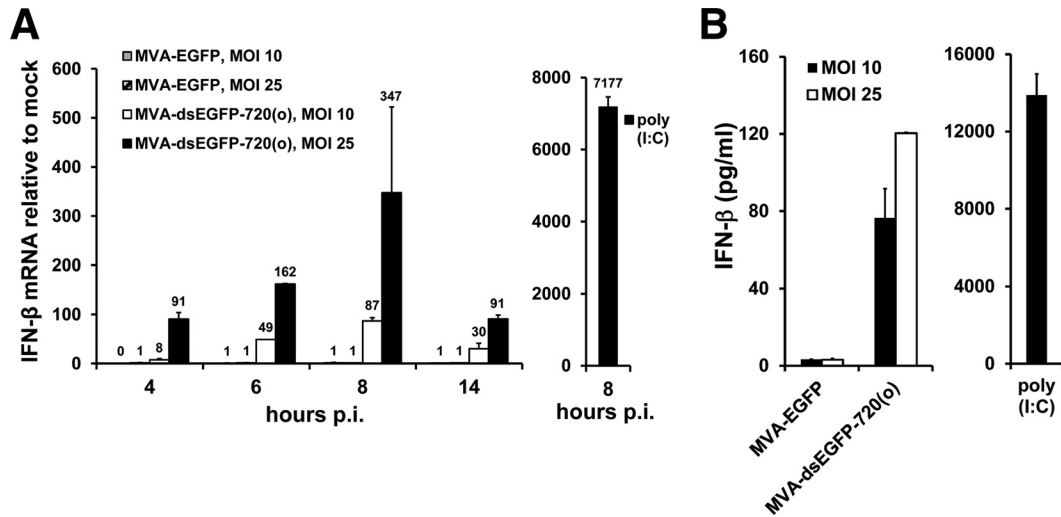 A
IFN-β mRNA relative to mock
600
500
400
300
200
100
0
MVA-EGFP, MOI 10
MVA-EGFP, MOI 25
MVA-dsEGFP-720(o), MOI 10
MVA-dsEGFP-720(o), MOI 25
0 1 8 91
1 1 49 162
1 1 87 347
1 1 30 91
4 6 8 14
hours p.i.
8000
6000
4000
2000
0
7177
poly
(I:C)
8
hours p.i.
B
IFN-β (pg/ml)
160
120
80
40
0
MOI 10
MOI 25
MVA-EGFP
MVA-dsEGFP-720(o)
16000
12000
8000
4000
0
poly
(I:C)